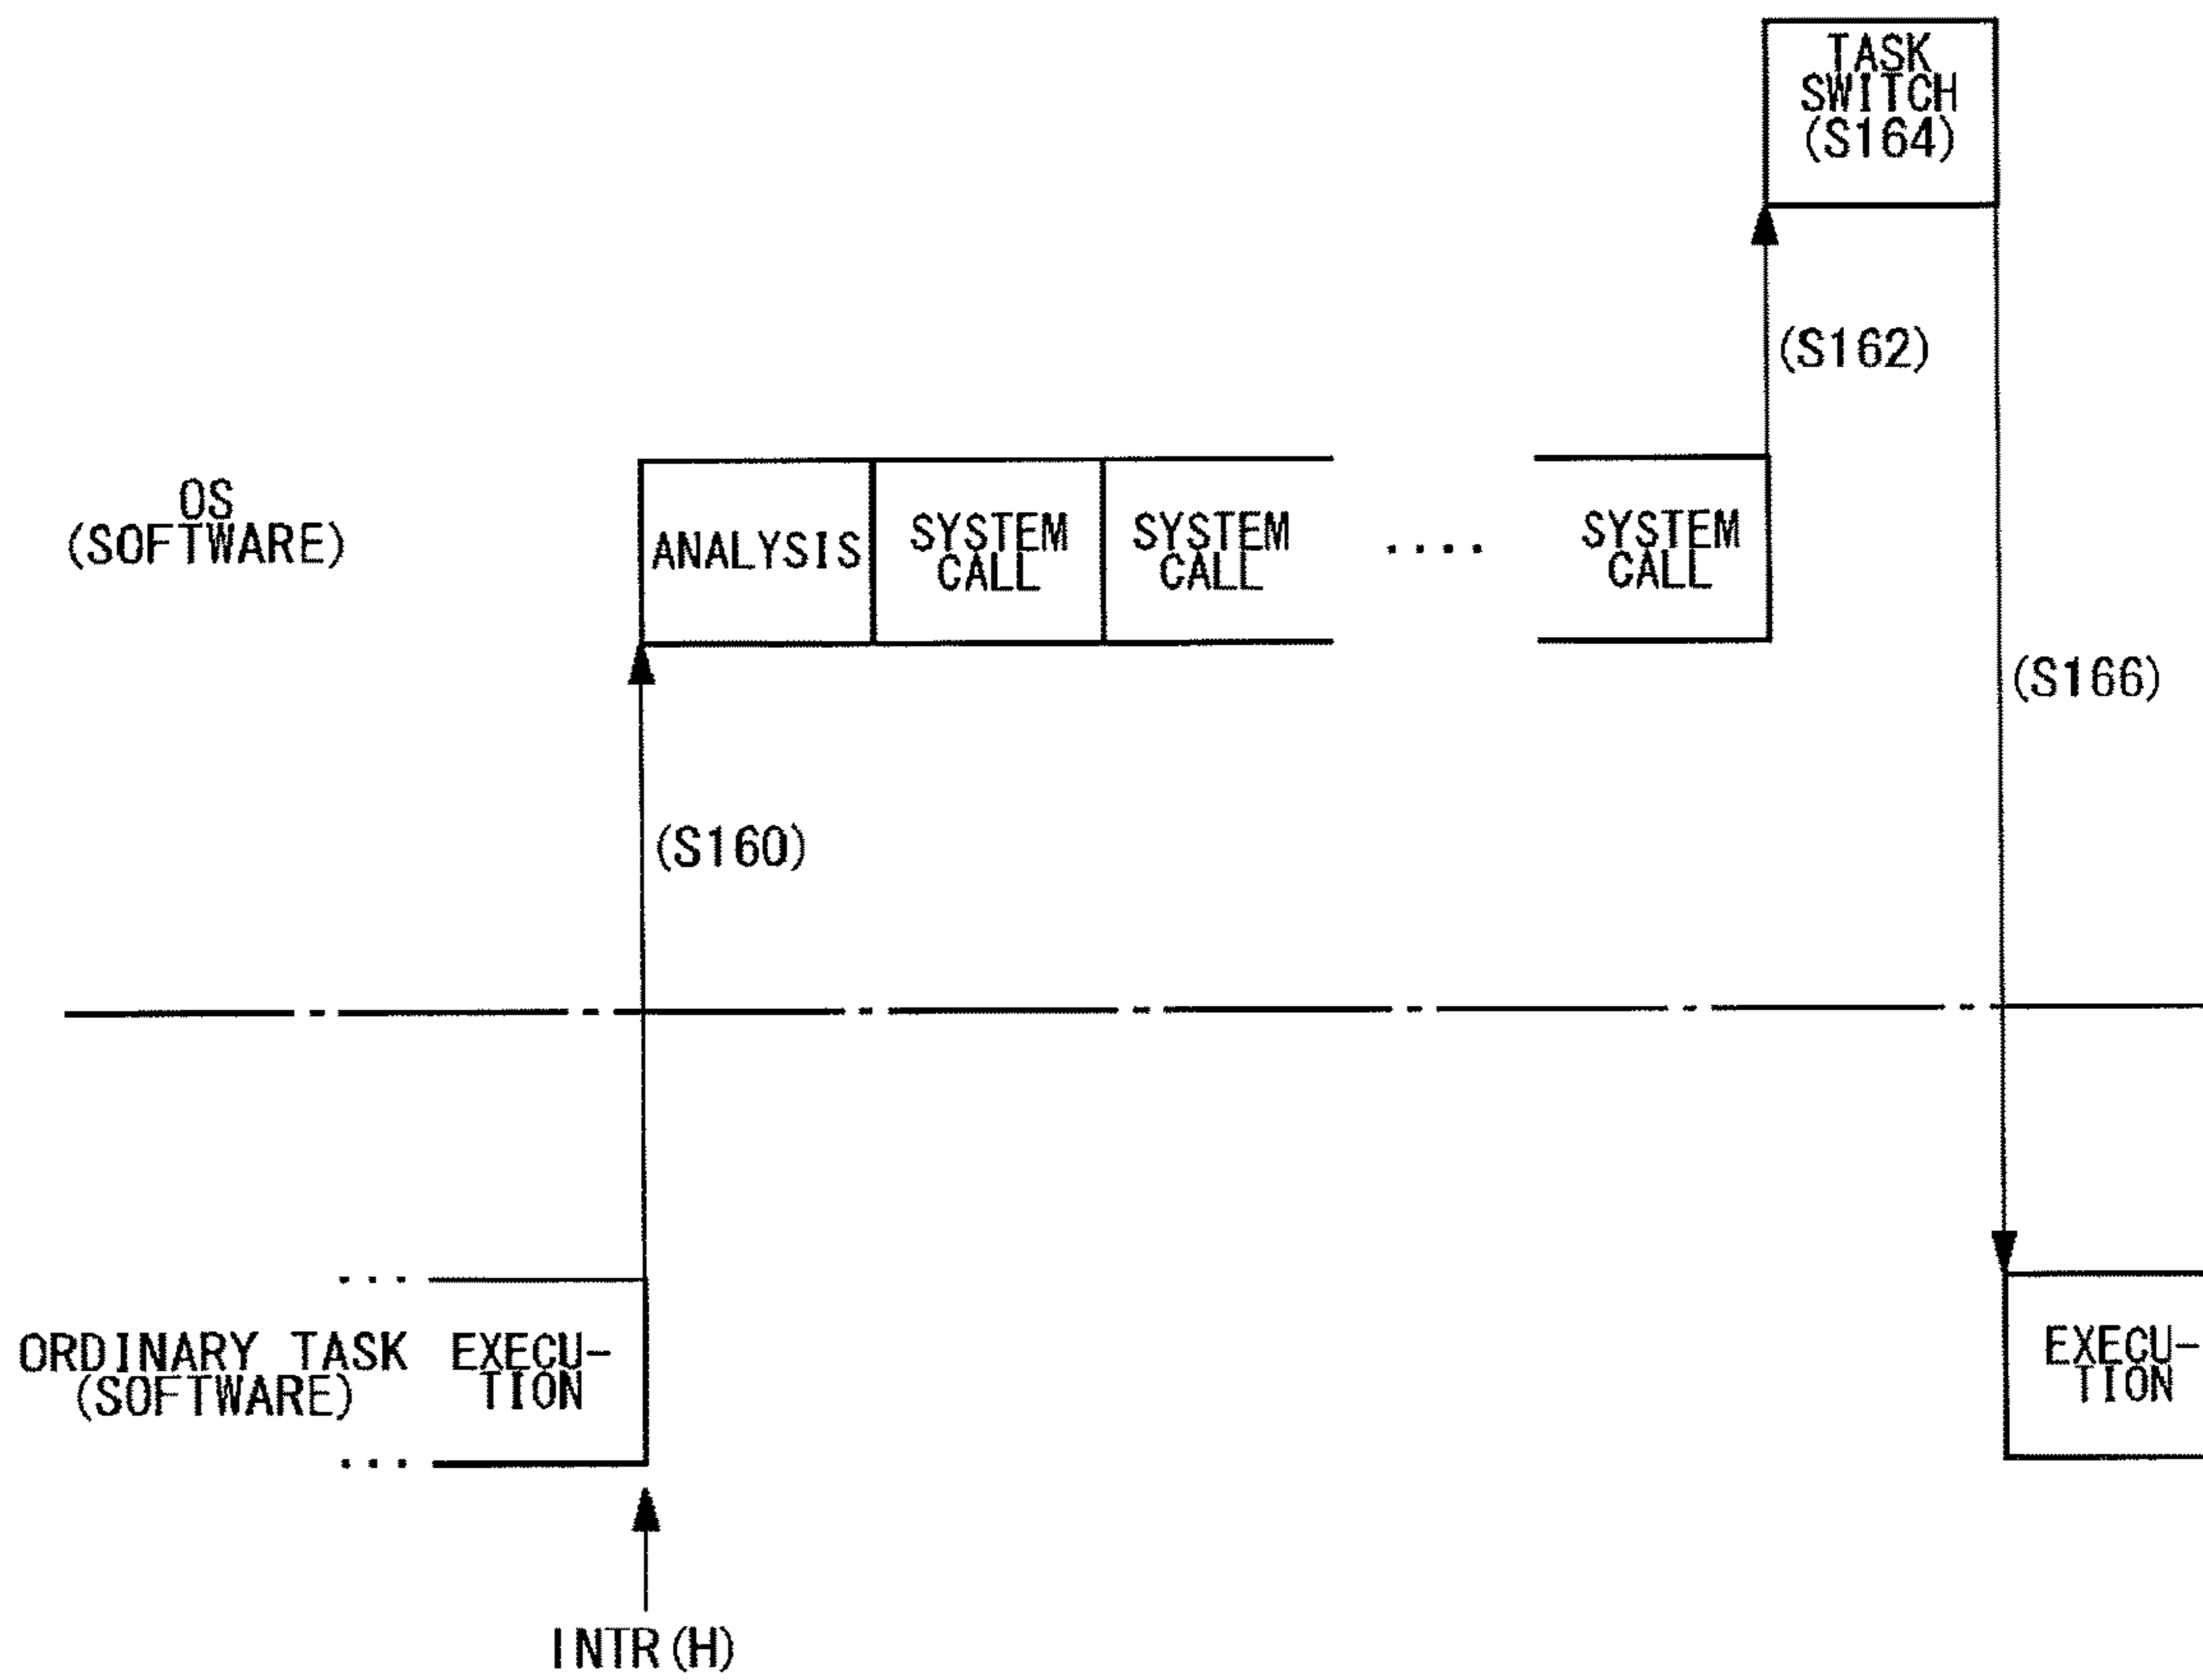 TASK
SWITCH
(S164)
(S162)
OS
(SOFTWARE)
ANALYSIS
SYSTEM
CALL
SYSTEM
CALL
....
SYSTEM
CALL
(S166)
(S160)
...
ORDINARY TASK
(SOFTWARE)
EXECU-
TION
...
EXECU-
TION
INTR(H)